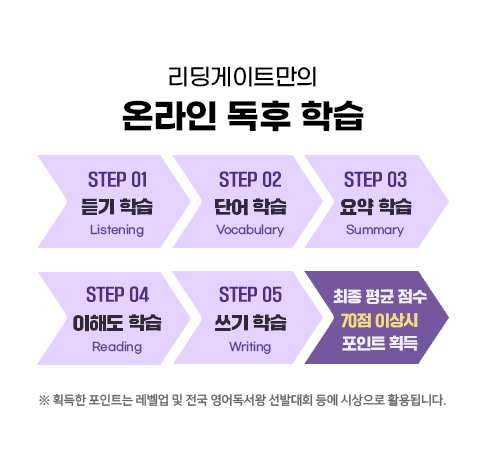 리딩게이트만의
온라인 독후 학습
STEP 01
듣기 학습
Listening
STEP 02
단어 학습
Vocabulary
STEP 03
요약 학습
Summary
STEP 04
이해도 학습
Reading
STEP 05
쓰기 학습
Writing
최종 평균 점수
70점 이상시
포인트 획득
※ 획득한 포인트는 레벨업 및 전국 영어독서왕 선발대회 등에 시상으로 활용됩니다.